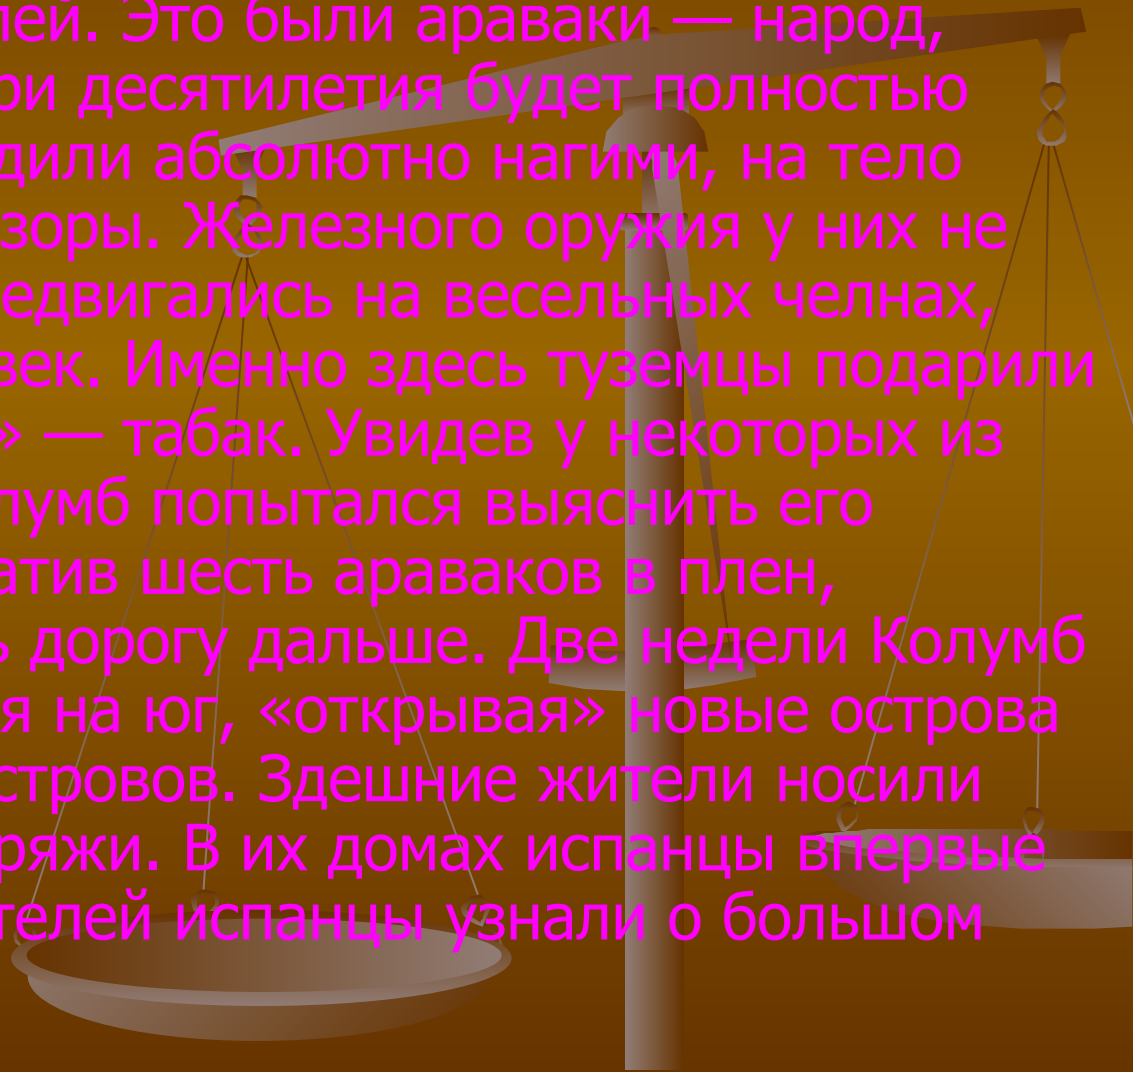 лей. Это были араваки — народ,
ри десятилетия будет полностью
дили абсолютно нагими, на тело
зоры. Железного оружия у них не
едвигались на весельных челнах,
век. Именно здесь туземцы подарили
» — табак. Увидев у некоторых из
лумб попытался выяснить его
атив шесть араваков в плен,
ь дорогу дальше. Две недели Колумб
я на юг, «открывая» новые острова
стровов. Здешние жители носили
ряжи. В их домах испанцы впервые
телей испанцы узнали о большом